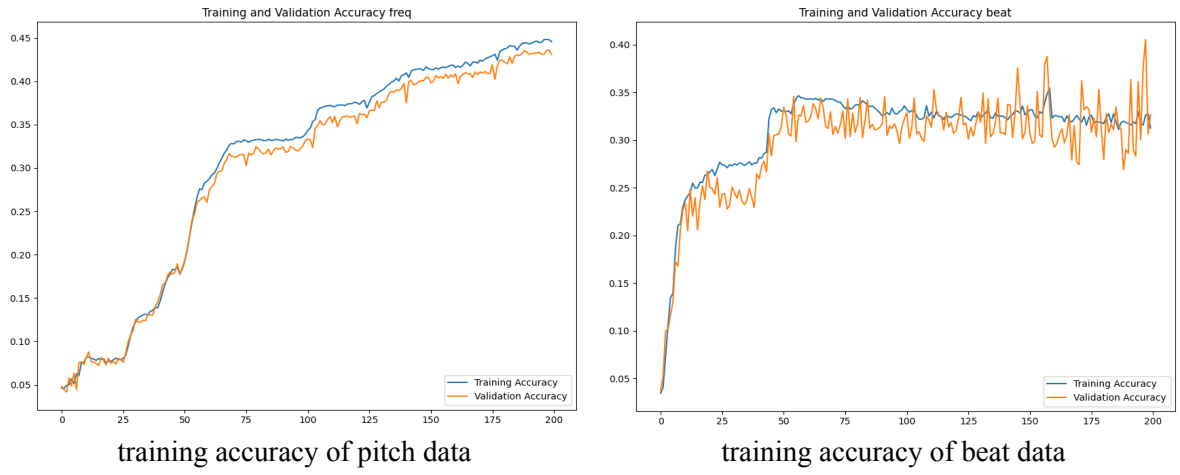 Training and Validation Accuracy freq
0.45
0.40
0.35
0.30
0.25
0.20
0.15
0.10
0.05
0 25 50 75 100 125 150 175 200
Training Accuracy
Validation Accuracy
training accuracy of pitch data
Training and Validation Accuracy beat
0.40
0.35
0.30
0.25
0.20
0.15
0.10
0.05
0 25 50 75 100 125 150 175 200
Training Accuracy
Validation Accuracy
training accuracy of beat data